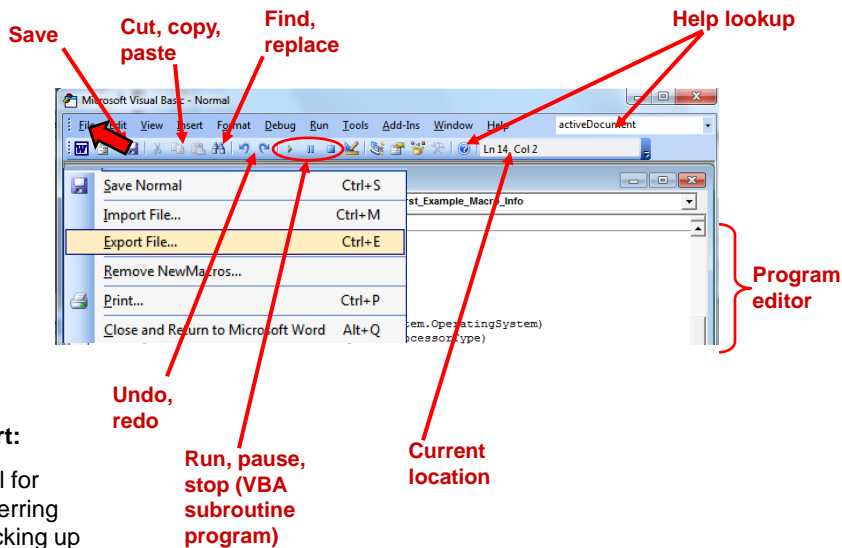 Save
Cut, copy,
paste
Find,
replace
Help lookup
Microsoft Visual Basic - Normal
File Edit View Insert Format Debug Run Tools Add-Ins Window Help activeDocument
Ln 14, Col 2
Save Normal Ctrl+S
rst_Example_Macro_Info
Import File... Ctrl+M
Export File... Ctrl+E
Remove NewMacros...
Print... Ctrl+P
Close and Return to Microsoft Word Alt+Q
tem.OperatingSystem)
ocessorType)
Program
editor
Undo,
redo
Run, pause,
stop (VBA
subroutine
program)
Current
location
rt:
l for
erring
cking up